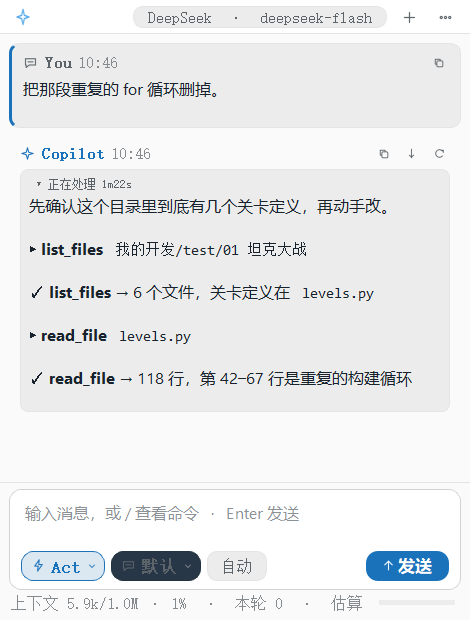 DeepSeek · deepseek-flash
You 10:46
把那段重复的 for 循环删掉。
Copilot 10:46
正在处理 1m22s
先确认这个目录里到底有几个关卡定义，再动手改。
list_files 我的开发/test/01 坦克大战
✓ list_files → 6 个文件，关卡定义在 levels.py
read_file levels.py
✓ read_file → 118 行，第 42–67 行是重复的构建循环
输入消息，或 / 查看命令 · Enter 发送
Act 默认 自动 ↑发送
上下文 5.9k/1.0M · 1% · 本轮 0 · 估算